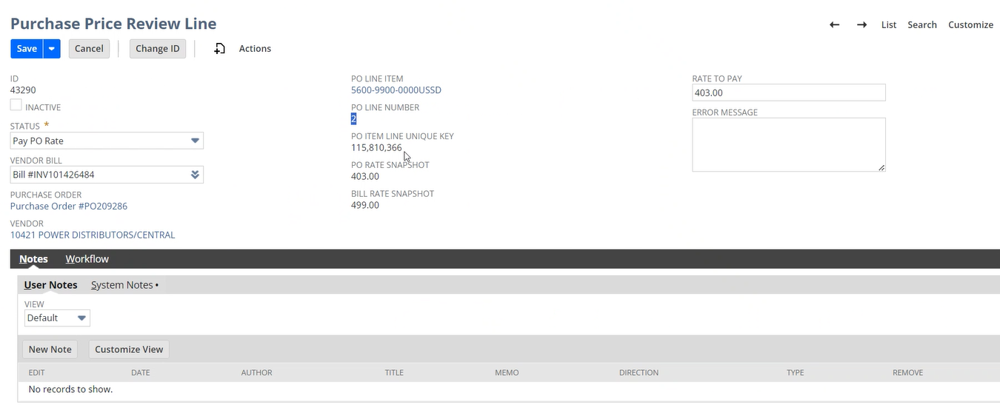 Purchase Price Review Line
List Search Customize
Save Cancel Change ID Actions
ID
43290
INACTIVE
STATUS *
Pay PO Rate
VENDOR BILL
Bill #INV101426484
PURCHASE ORDER
Purchase Order #PO209286
VENDOR
10421 POWER DISTRIBUTORS/CENTRAL
PO LINE ITEM
5600-9900-0000USSD
PO LINE NUMBER
2
PO ITEM LINE UNIQUE KEY
115,810,366
PO RATE SNAPSHOT
403.00
BILL RATE SNAPSHOT
499.00
RATE TO PAY
403.00
ERROR MESSAGE
Notes Workflow
User Notes System Notes •
VIEW
Default
New Note Customize View
EDIT DATE AUTHOR TITLE MEMO DIRECTION TYPE REMOVE
No records to show.